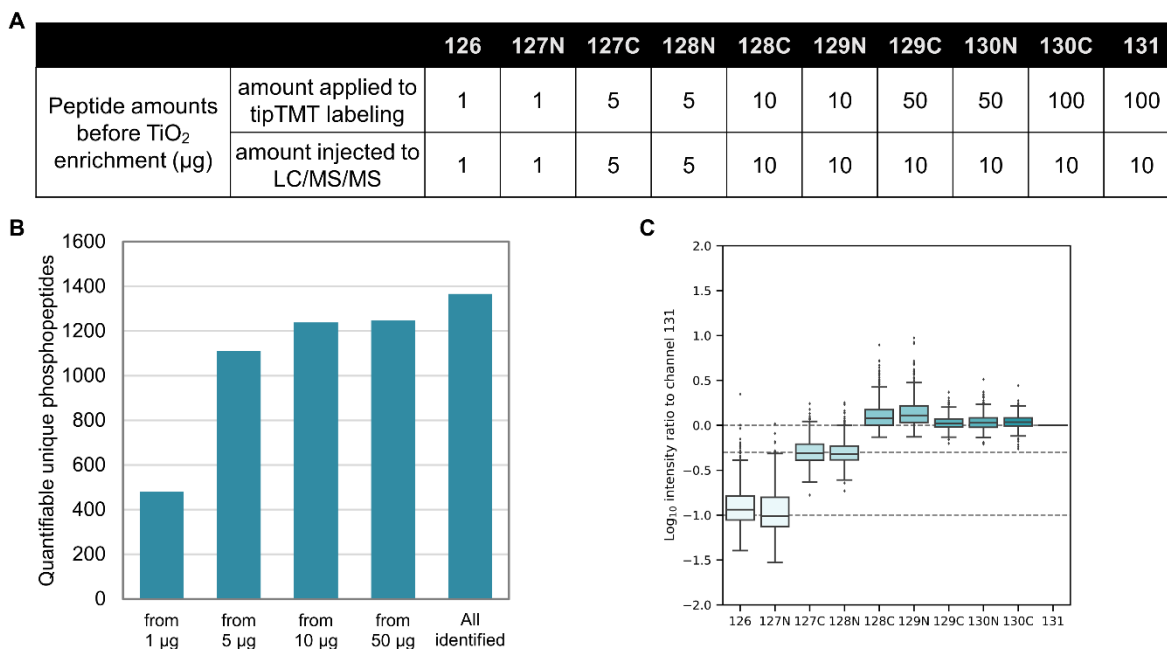 A
126 127N 127C 128N 128C 129N 129C 130N 130C 131
Peptide amounts before TiO₂ enrichment (µg)
amount applied to tipTMT labeling
1 1 5 5 10 10 50 50 100 100
amount injected to LC/MS/MS
1 1 5 5 10 10 10 10 10 10
B
Quantifiable unique phosphopeptides
1600
1400
1200
1000
800
600
400
200
0
from 1 µg
from 5 µg
from 10 µg
from 50 µg
All identified
C
Log₁₀ intensity ratio to channel 131
2.0
1.5
1.0
0.5
0.0
−0.5
−1.0
−1.5
−2.0
126 127N 127C 128N 128C 129N 129C 130N 130C 131